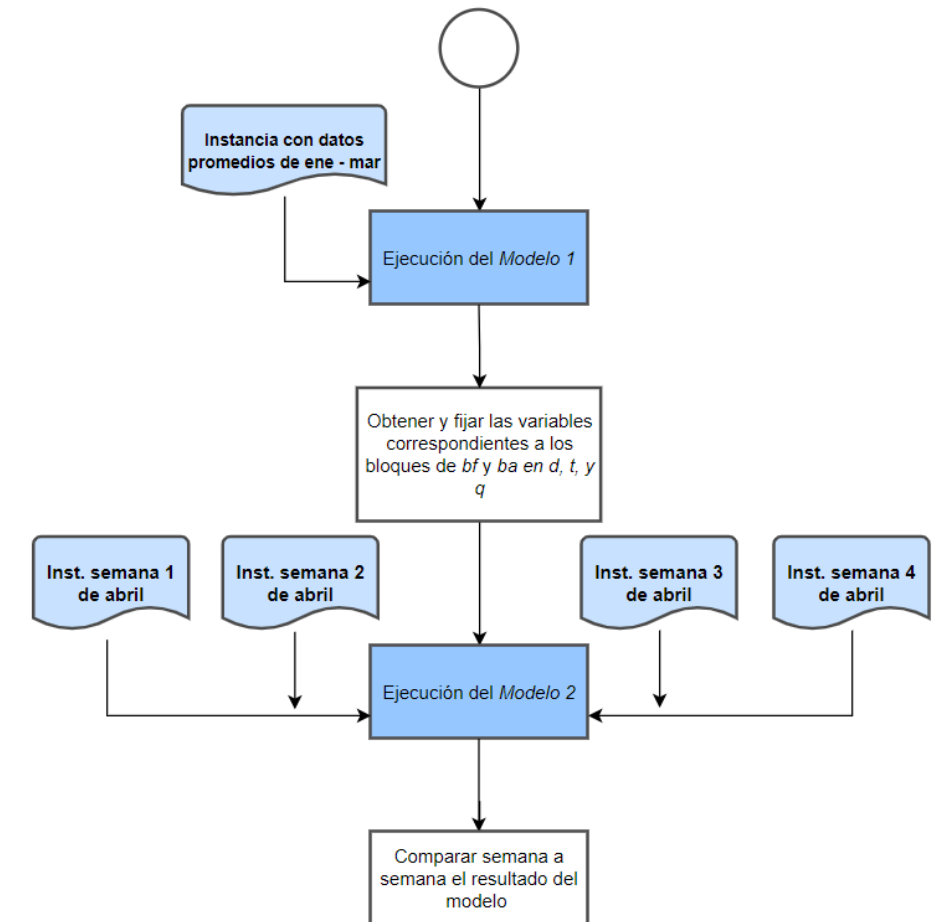 Instancia con datos
promedios de ene - mar
Ejecución del Modelo 1
Obtener y fijar las variables
correspondientes a los
bloques de bf y ba en d, t, y
q
Inst. semana 1
de abril
Inst. semana 2
de abril
Inst. semana 3
de abril
Inst. semana 4
de abril
Ejecución del Modelo 2
Comparar semana a
semana el resultado del
modelo